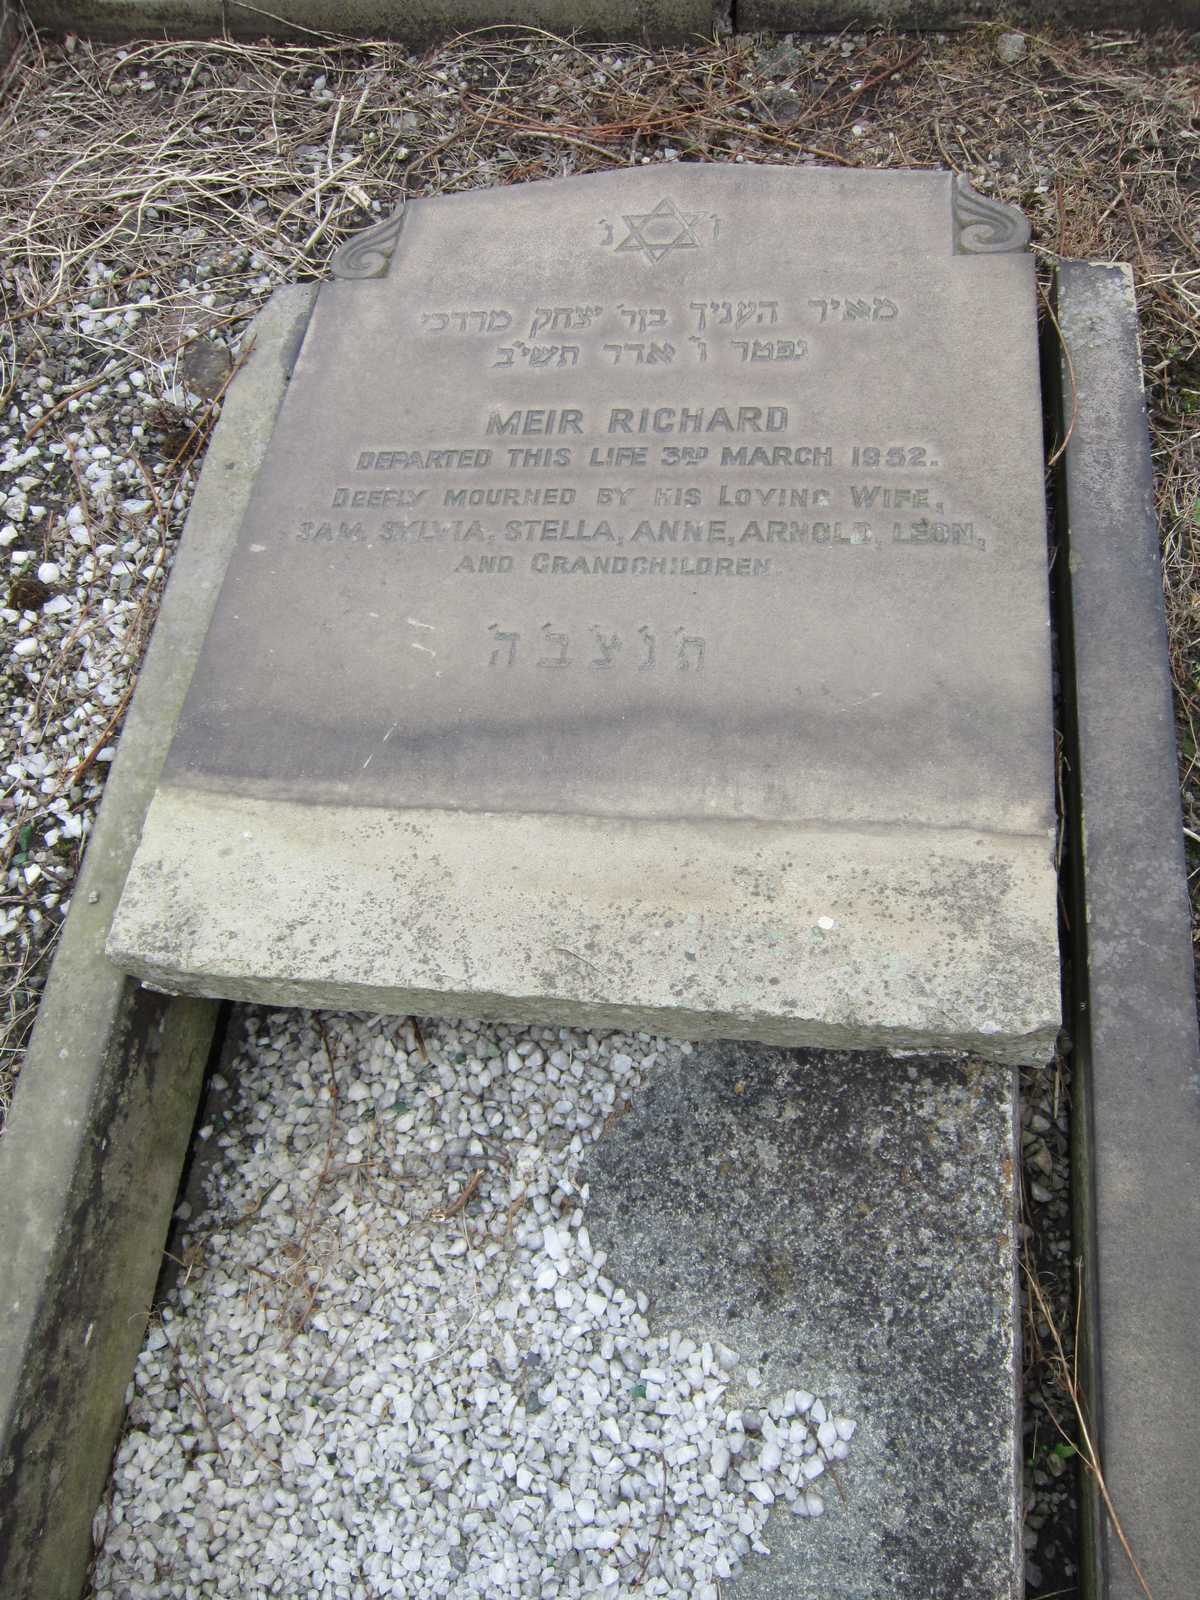 פ' נ'
מאיר העניך בן ר' יצחק מרדכי
נפטר ו' אדר תשי"ב
MEIR RICHARD
DEPARTED THIS LIFE 3RD MARCH 1952.
DEEPLY MOURNED BY HIS LOVING WIFE,
SAM, SYLVIA, STELLA, ANNE, ARNOLD, LEON,
AND GRANDCHILDREN
ת' נ' צ' ב' ה'